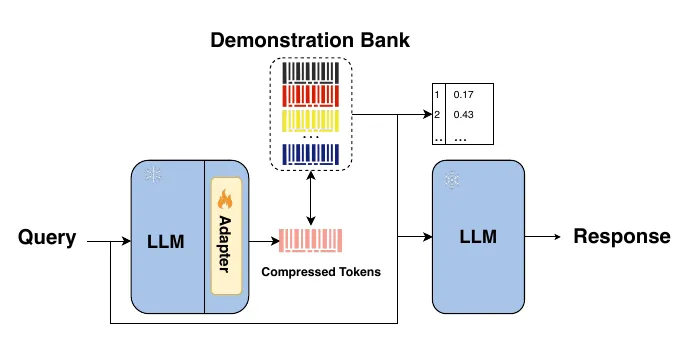 Demonstration Bank
...
1 0.17
2 0.43
.. ...
Query
LLM
Adapter
Compressed Tokens
LLM
Response